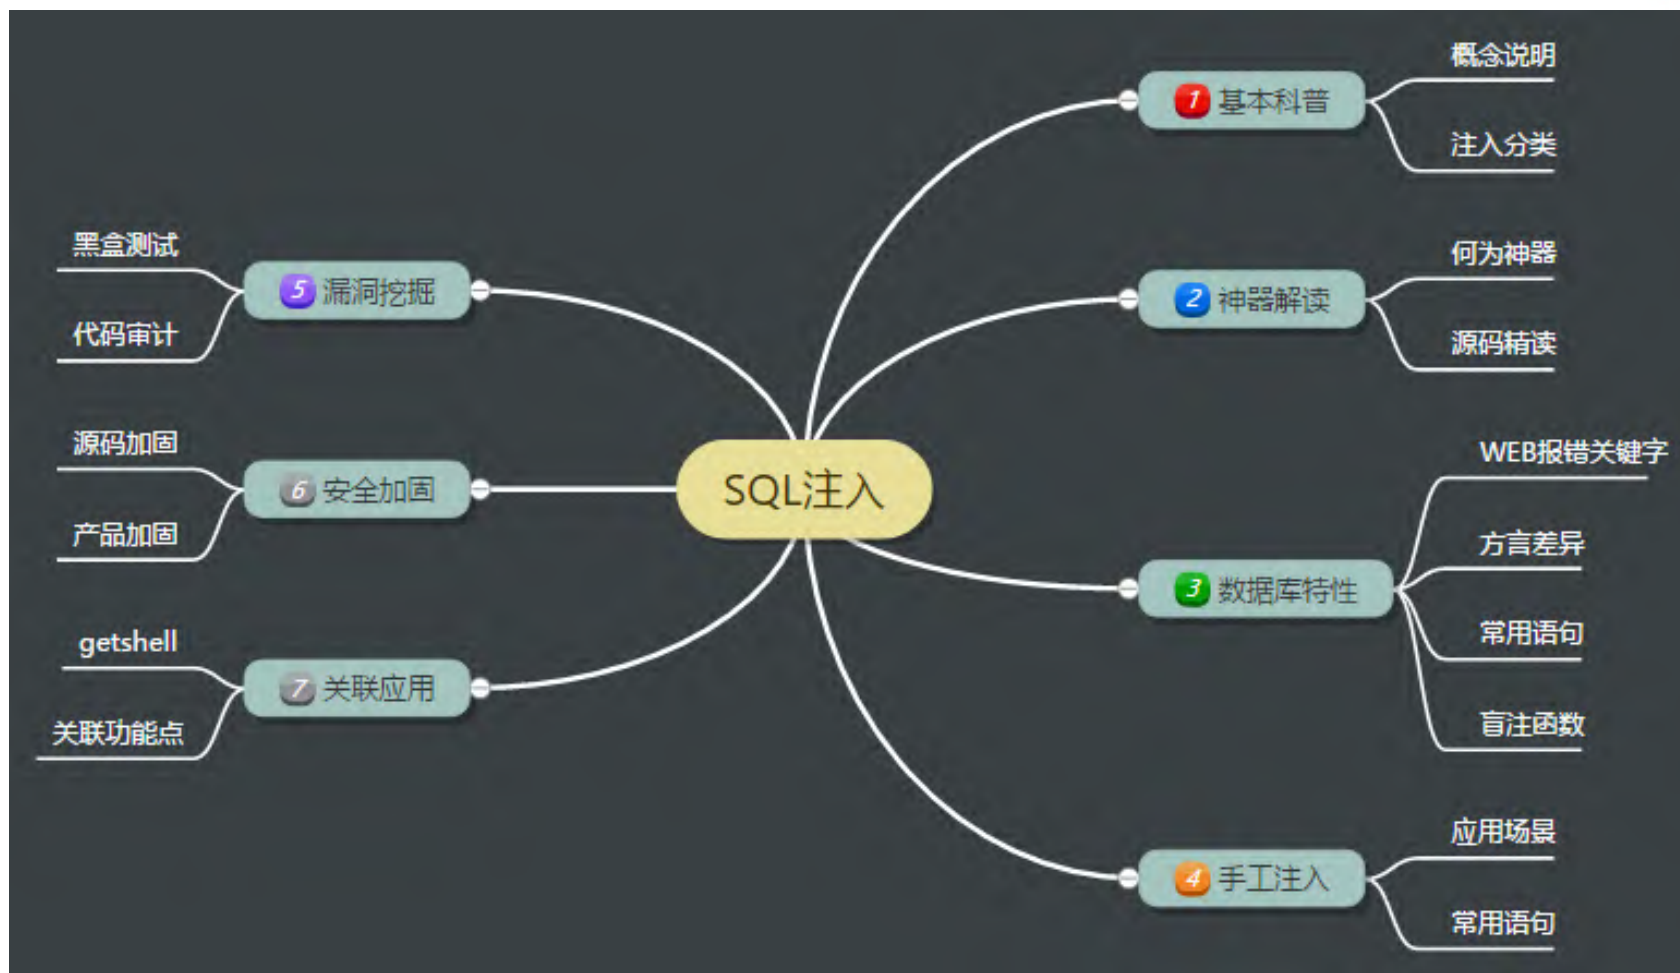 SQL注入
1 基本科普
概念说明
注入分类
2 神器解读
何为神器
源码精读
3 数据库特性
WEB报错关键字
方言差异
常用语句
盲注函数
4 手工注入
应用场景
常用语句
5 漏洞挖掘
黑盒测试
代码审计
6 安全加固
源码加固
产品加固
7 关联应用
getshell
关联功能点